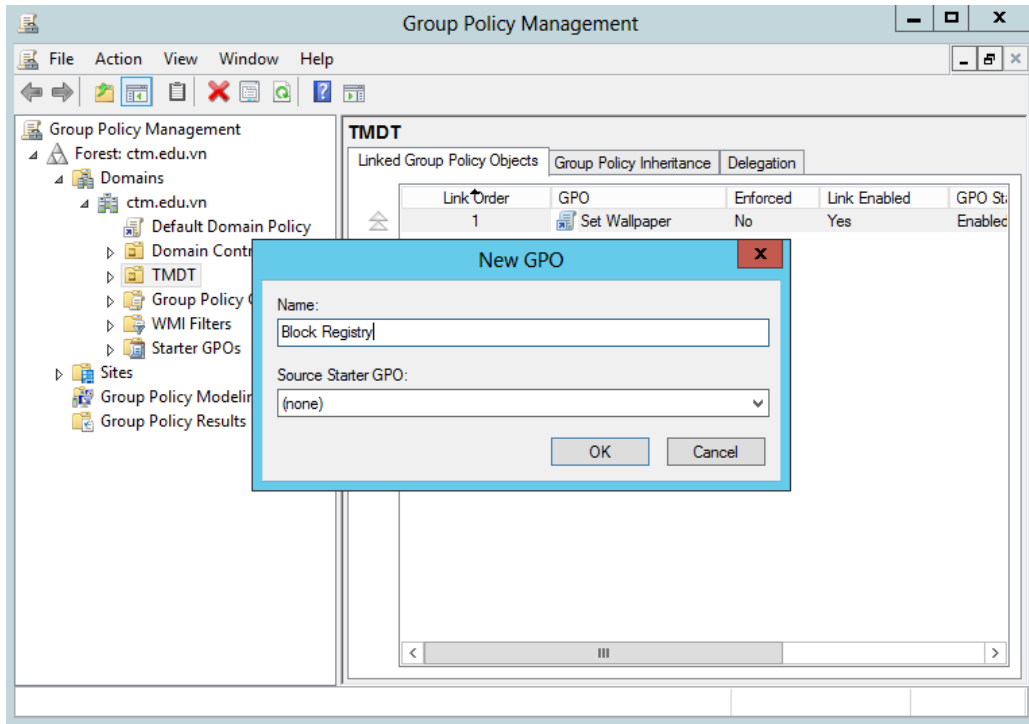 Group Policy Management
File Action View Window Help
Group Policy Management
Forest: ctm.edu.vn
Domains
ctm.edu.vn
Default Domain Policy
Domain Contr
TMDT
Group Policy
WMI Filters
Starter GPOs
Sites
Group Policy Modelin
Group Policy Results
TMDT
Linked Group Policy Objects Group Policy Inheritance Delegation
Link Order GPO Enforced Link Enabled GPO Sta
1 Set Wallpaper No Yes Enabled
New GPO
Name:
Block Registry
Source Starter GPO:
(none)
OK Cancel